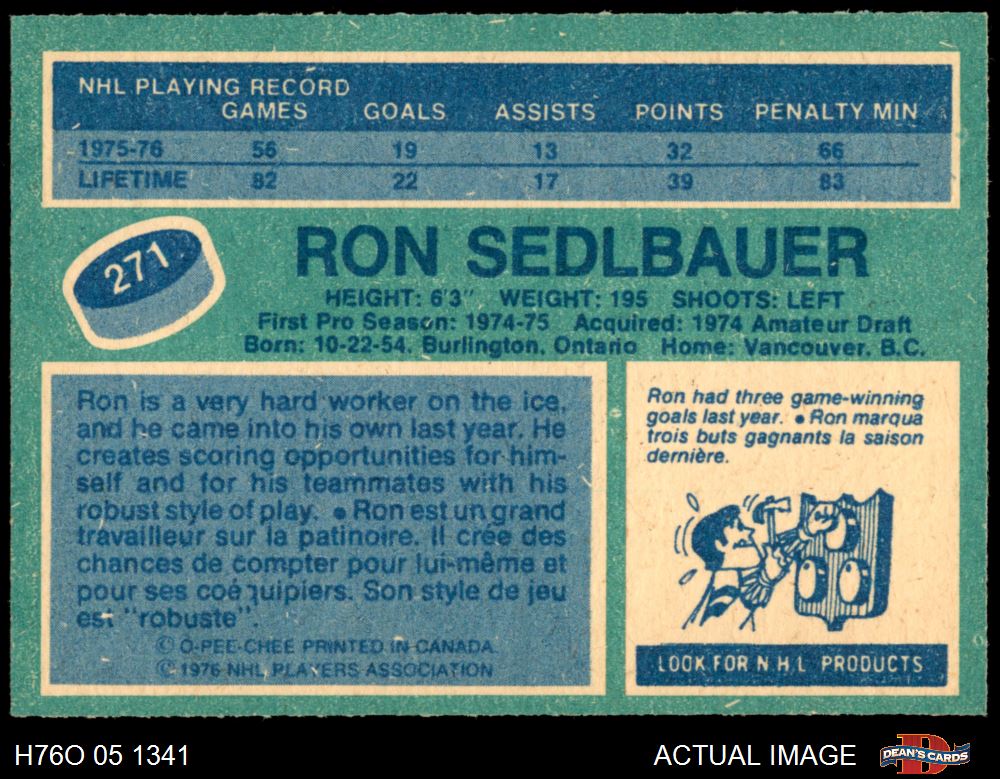 NHL PLAYING RECORD
GAMES GOALS ASSISTS POINTS PENALTY MIN
1975-76 56 19 13 32 66
LIFETIME 82 22 17 39 83
271
RON SEDLBAUER
HEIGHT: 6'3" WEIGHT: 195 SHOOTS: LEFT
First Pro Season: 1974-75 Acquired: 1974 Amateur Draft
Born: 10-22-54, Burlington, Ontario Home: Vancouver, B.C.
Ron is a very hard worker on the ice,
and he came into his own last year. He
creates scoring opportunities for him-
self and for his teammates with his
robust style of play. • Ron est un grand
travailleur sur la patinoire. Il crée des
chances de compter pour lui-même et
pour ses coéquipiers. Son style de jeu
est "robuste".
© O-PEE-CHEE PRINTED IN CANADA
© 1976 NHL PLAYERS ASSOCIATION
Ron had three game-winning
goals last year. • Ron marqua
trois buts gagnants la saison
dernière.
LOOK FOR N H L PRODUCTS
H76O 05 1341
ACTUAL IMAGE
DEAN'S CARDS